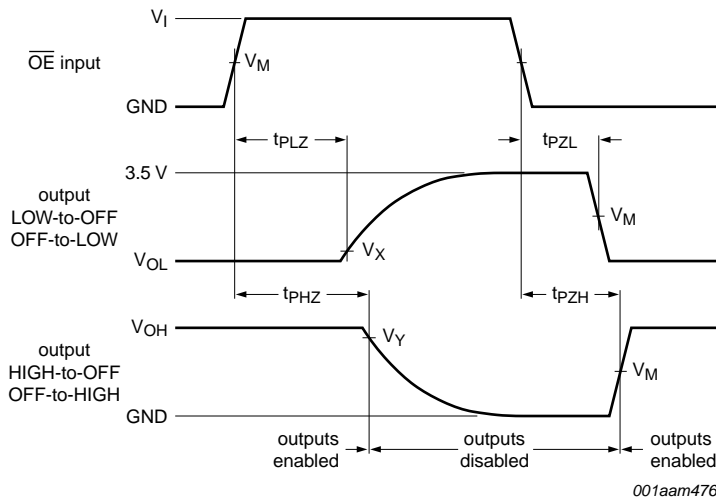 V_I
OE input
V_M
GND
t_PLZ
t_PZL
3.5 V
output
LOW-to-OFF
OFF-to-LOW
V_M
V_X
V_OL
t_PHZ
t_PZH
V_OH
V_Y
output
HIGH-to-OFF
OFF-to-HIGH
V_M
GND
outputs
enabled
outputs
disabled
outputs
enabled
001aam476